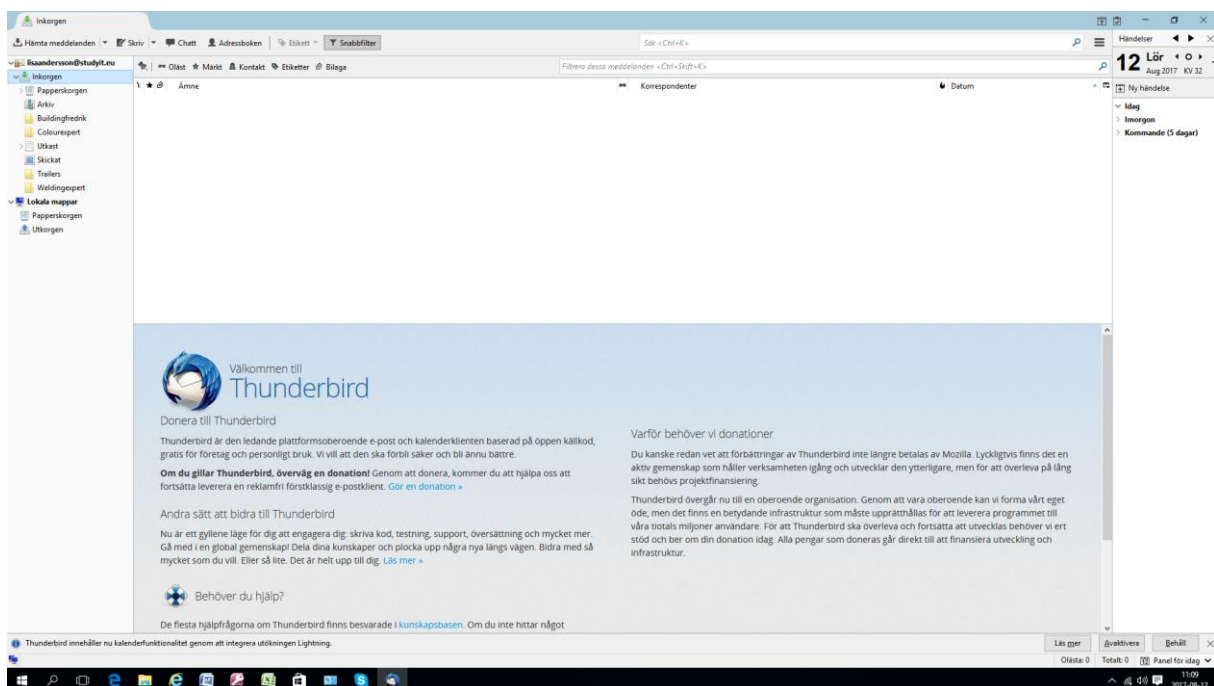 Inkorgen
Hämta meddelanden Skriv Chatt Adressboken Etikett Snabbfilter Sök <Ctrl+K>
Händelser
lisaandersson@studyit.eu
Inkorgen
Papperskorgen
Arkiv
Buildingfredrik
Colourexpert
Utkast
Skickat
Trailers
Weldingexpert
Lokala mappar
Papperskorgen
Utkorgen
Oläst Märkt Kontakt Etiketter Bilaga Filtrera dessa meddelanden <Ctrl+Skift+K>
Ämne Korrespondenter Datum
12 Lör
Aug 2017 KV 32
Ny händelse
Idag
Imorgon
Kommande (5 dagar)
Välkommen till
Thunderbird
Donera till Thunderbird
Thunderbird är den ledande plattformsoberoende e-post och kalenderklienten baserad på öppen källkod,
gratis för företag och personligt bruk. Vi vill att den ska förbli säker och bli ännu bättre.
Om du gillar Thunderbird, överväg en donation! Genom att donera, kommer du att hjälpa oss att
fortsätta leverera en reklamfri förstklassig e-postklient. Gör en donation »
Andra sätt att bidra till Thunderbird
Nu är ett gyllene läge för dig att engagera dig: skriva kod, testning, support, översättning och mycket mer.
Gå med i en global gemenskap! Dela dina kunskaper och plocka upp några nya längs vägen. Bidra med så
mycket som du vill. Eller så lite. Det är helt upp till dig. Läs mer »
Behöver du hjälp?
De flesta hjälpfrågorna om Thunderbird finns besvarade i kunskapsbasen. Om du inte hittar något
Varför behöver vi donationer
Du kanske redan vet att förbättringar av Thunderbird inte längre betalas av Mozilla. Lyckligtvis finns det en
aktiv gemenskap som håller verksamheten igång och utvecklar den ytterligare, men för att överleva på lång
sikt behövs projektfinansiering.
Thunderbird övergår nu till en oberoende organisation. Genom att vara oberoende kan vi forma vårt eget
öde, men det finns en betydande infrastruktur som måste upprätthållas för att leverera programmet till
våra tiotals miljoner användare. För att Thunderbird ska överleva och fortsätta att utvecklas behöver vi ert
stöd och ber om din donation idag. Alla pengar som doneras går direkt till att finansiera utveckling och
infrastruktur.
Thunderbird innehåller nu kalenderfunktionalitet genom att integrera utökningen Lightning. Läs mer Avaktivera Behåll
Olästa: 0 Totalt: 0 Panel för idag
11:09
2017-08-12